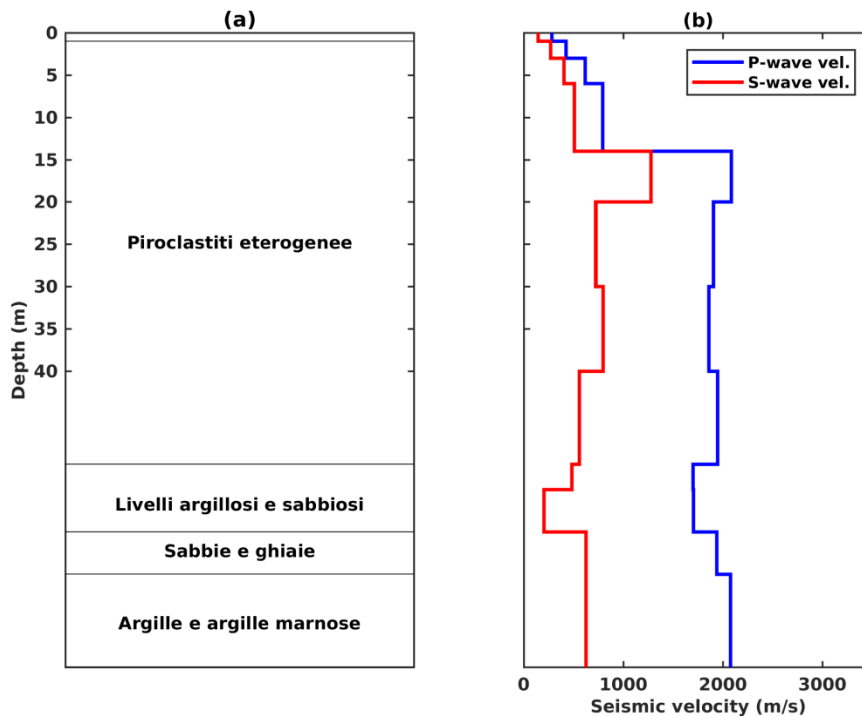 (a)
0
5
10
15
20
25
30
35
40
Depth (m)
Piroclastiti eterogenee
Livelli argillosi e sabbiosi
Sabbie e ghiaie
Argille e argille marnose
(b)
P-wave vel.
S-wave vel.
0
1000
2000
3000
Seismic velocity (m/s)